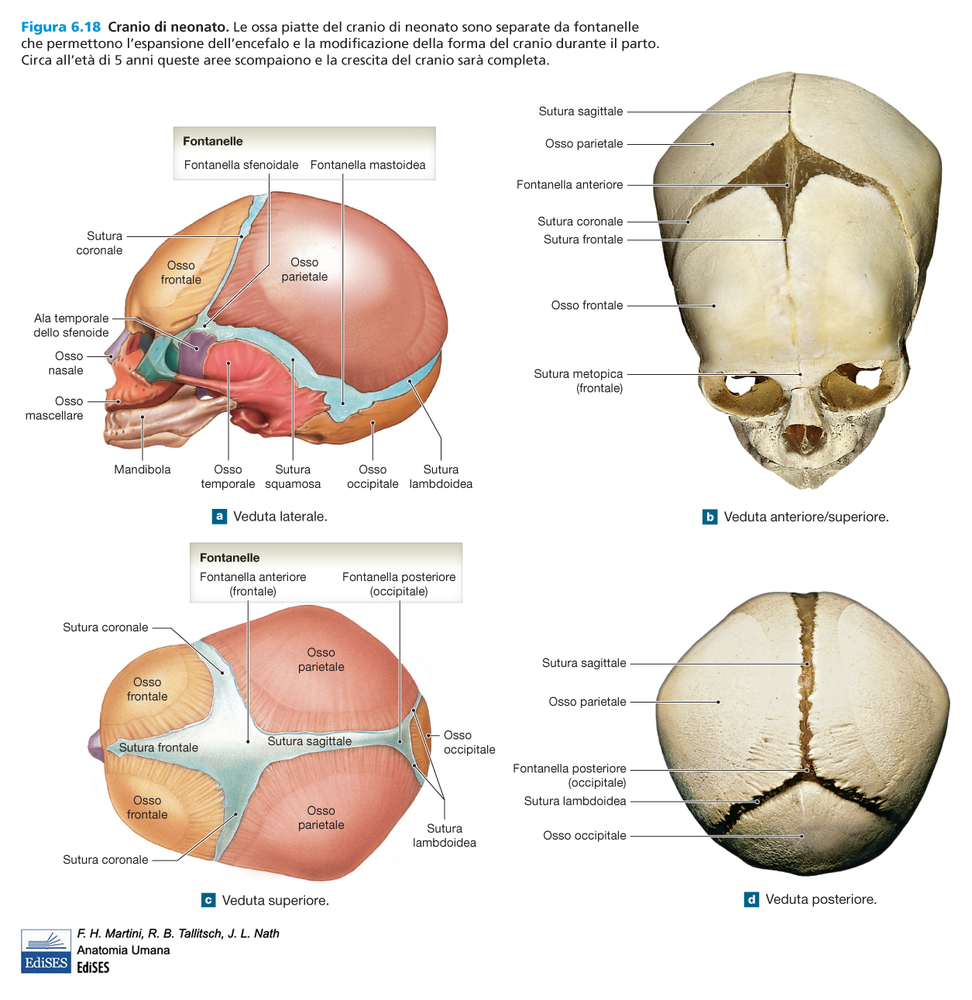 Figura 6.18 Cranio di neonato. Le ossa piatte del cranio di neonato sono separate da fontanelle
che permettono l'espansione dell'encefalo e la modificazione della forma del cranio durante il parto.
Circa all'età di 5 anni queste aree scompaiono e la crescita del cranio sarà completa.
Fontanelle
Fontanella sfenoidale
Fontanella mastoidea
Sutura
coronale
Osso
frontale
Osso
parietale
Ala temporale
dello sfenoide
Osso
nasale
Osso
mascellare
Mandibola
Osso
temporale
Sutura
squamosa
Osso
occipitale
Sutura
lambdoidea
a Veduta laterale.
Sutura sagittale
Osso parietale
Fontanella anteriore
Sutura coronale
Sutura frontale
Osso frontale
Sutura metopica
(frontale)
b Veduta anteriore/superiore.
Fontanelle
Fontanella anteriore
(frontale)
Fontanella posteriore
(occipitale)
Sutura coronale
Osso
parietale
Osso
frontale
Sutura frontale
Sutura sagittale
Osso
occipitale
Osso
frontale
Osso
parietale
Sutura
lambdoidea
Sutura coronale
c Veduta superiore.
Sutura sagittale
Osso parietale
Fontanella posteriore
(occipitale)
Sutura lambdoidea
Osso occipitale
d Veduta posteriore.
F. H. Martini, R. B. Tallitsch, J. L. Nath
Anatomia Umana
EdiSES
EdiSES